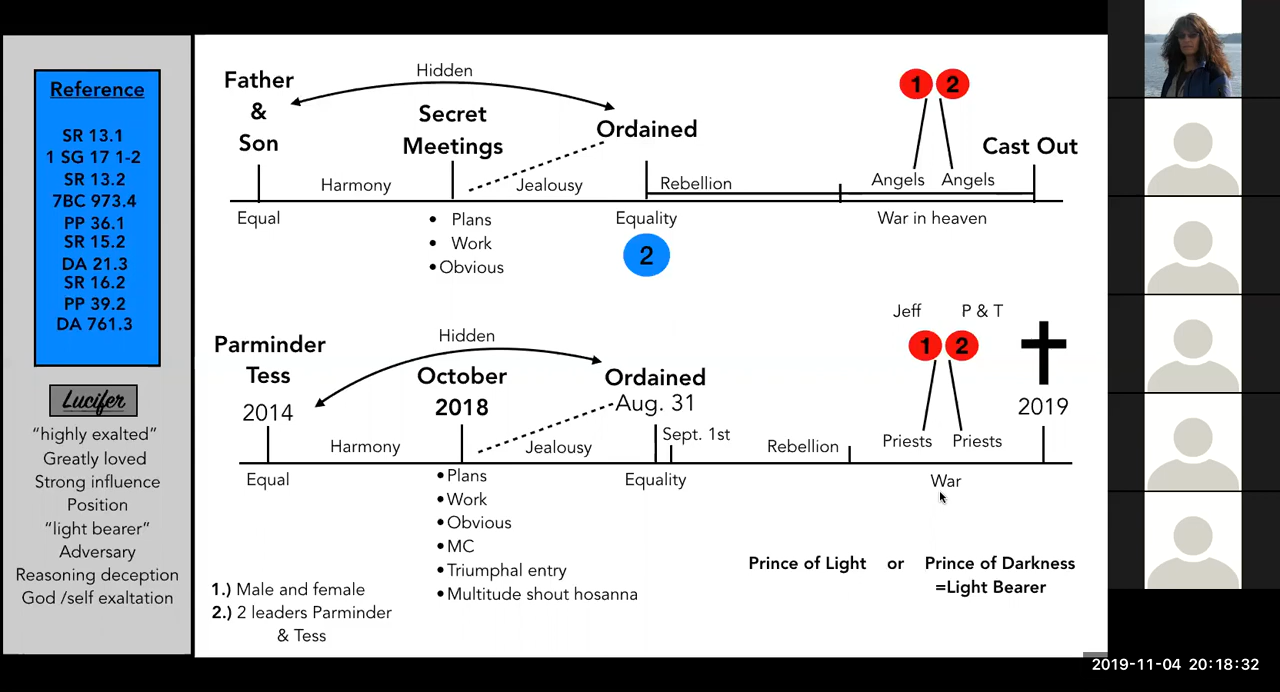 Reference
SR 13.1
1 SG 17 1-2
SR 13.2
7BC 973.4
PP 36.1
SR 15.2
DA 21.3
SR 16.2
PP 39.2
DA 761.3
Lucifer
“highly exalted”
Greatly loved
Strong influence
Position
“light bearer”
Adversary
Reasoning deception
God /self exaltation
Father
&
Son
Hidden
Secret
Meetings
Ordained
1 2
Cast Out
Harmony
Jealousy
Rebellion
Angels Angels
Equal
• Plans
• Work
• Obvious
Equality
2
War in heaven
Parminder
Tess
2014
Hidden
October
2018
Ordained
Aug. 31
Sept. 1st
Jeff P & T
1 2
2019
Harmony
Jealousy
Rebellion
Priests Priests
Equal
• Plans
• Work
• Obvious
• MC
• Triumphal entry
• Multitude shout hosanna
Equality
War
Prince of Light or Prince of Darkness
=Light Bearer
1.) Male and female
2.) 2 leaders Parminder
& Tess
2019-11-04 20:18:32